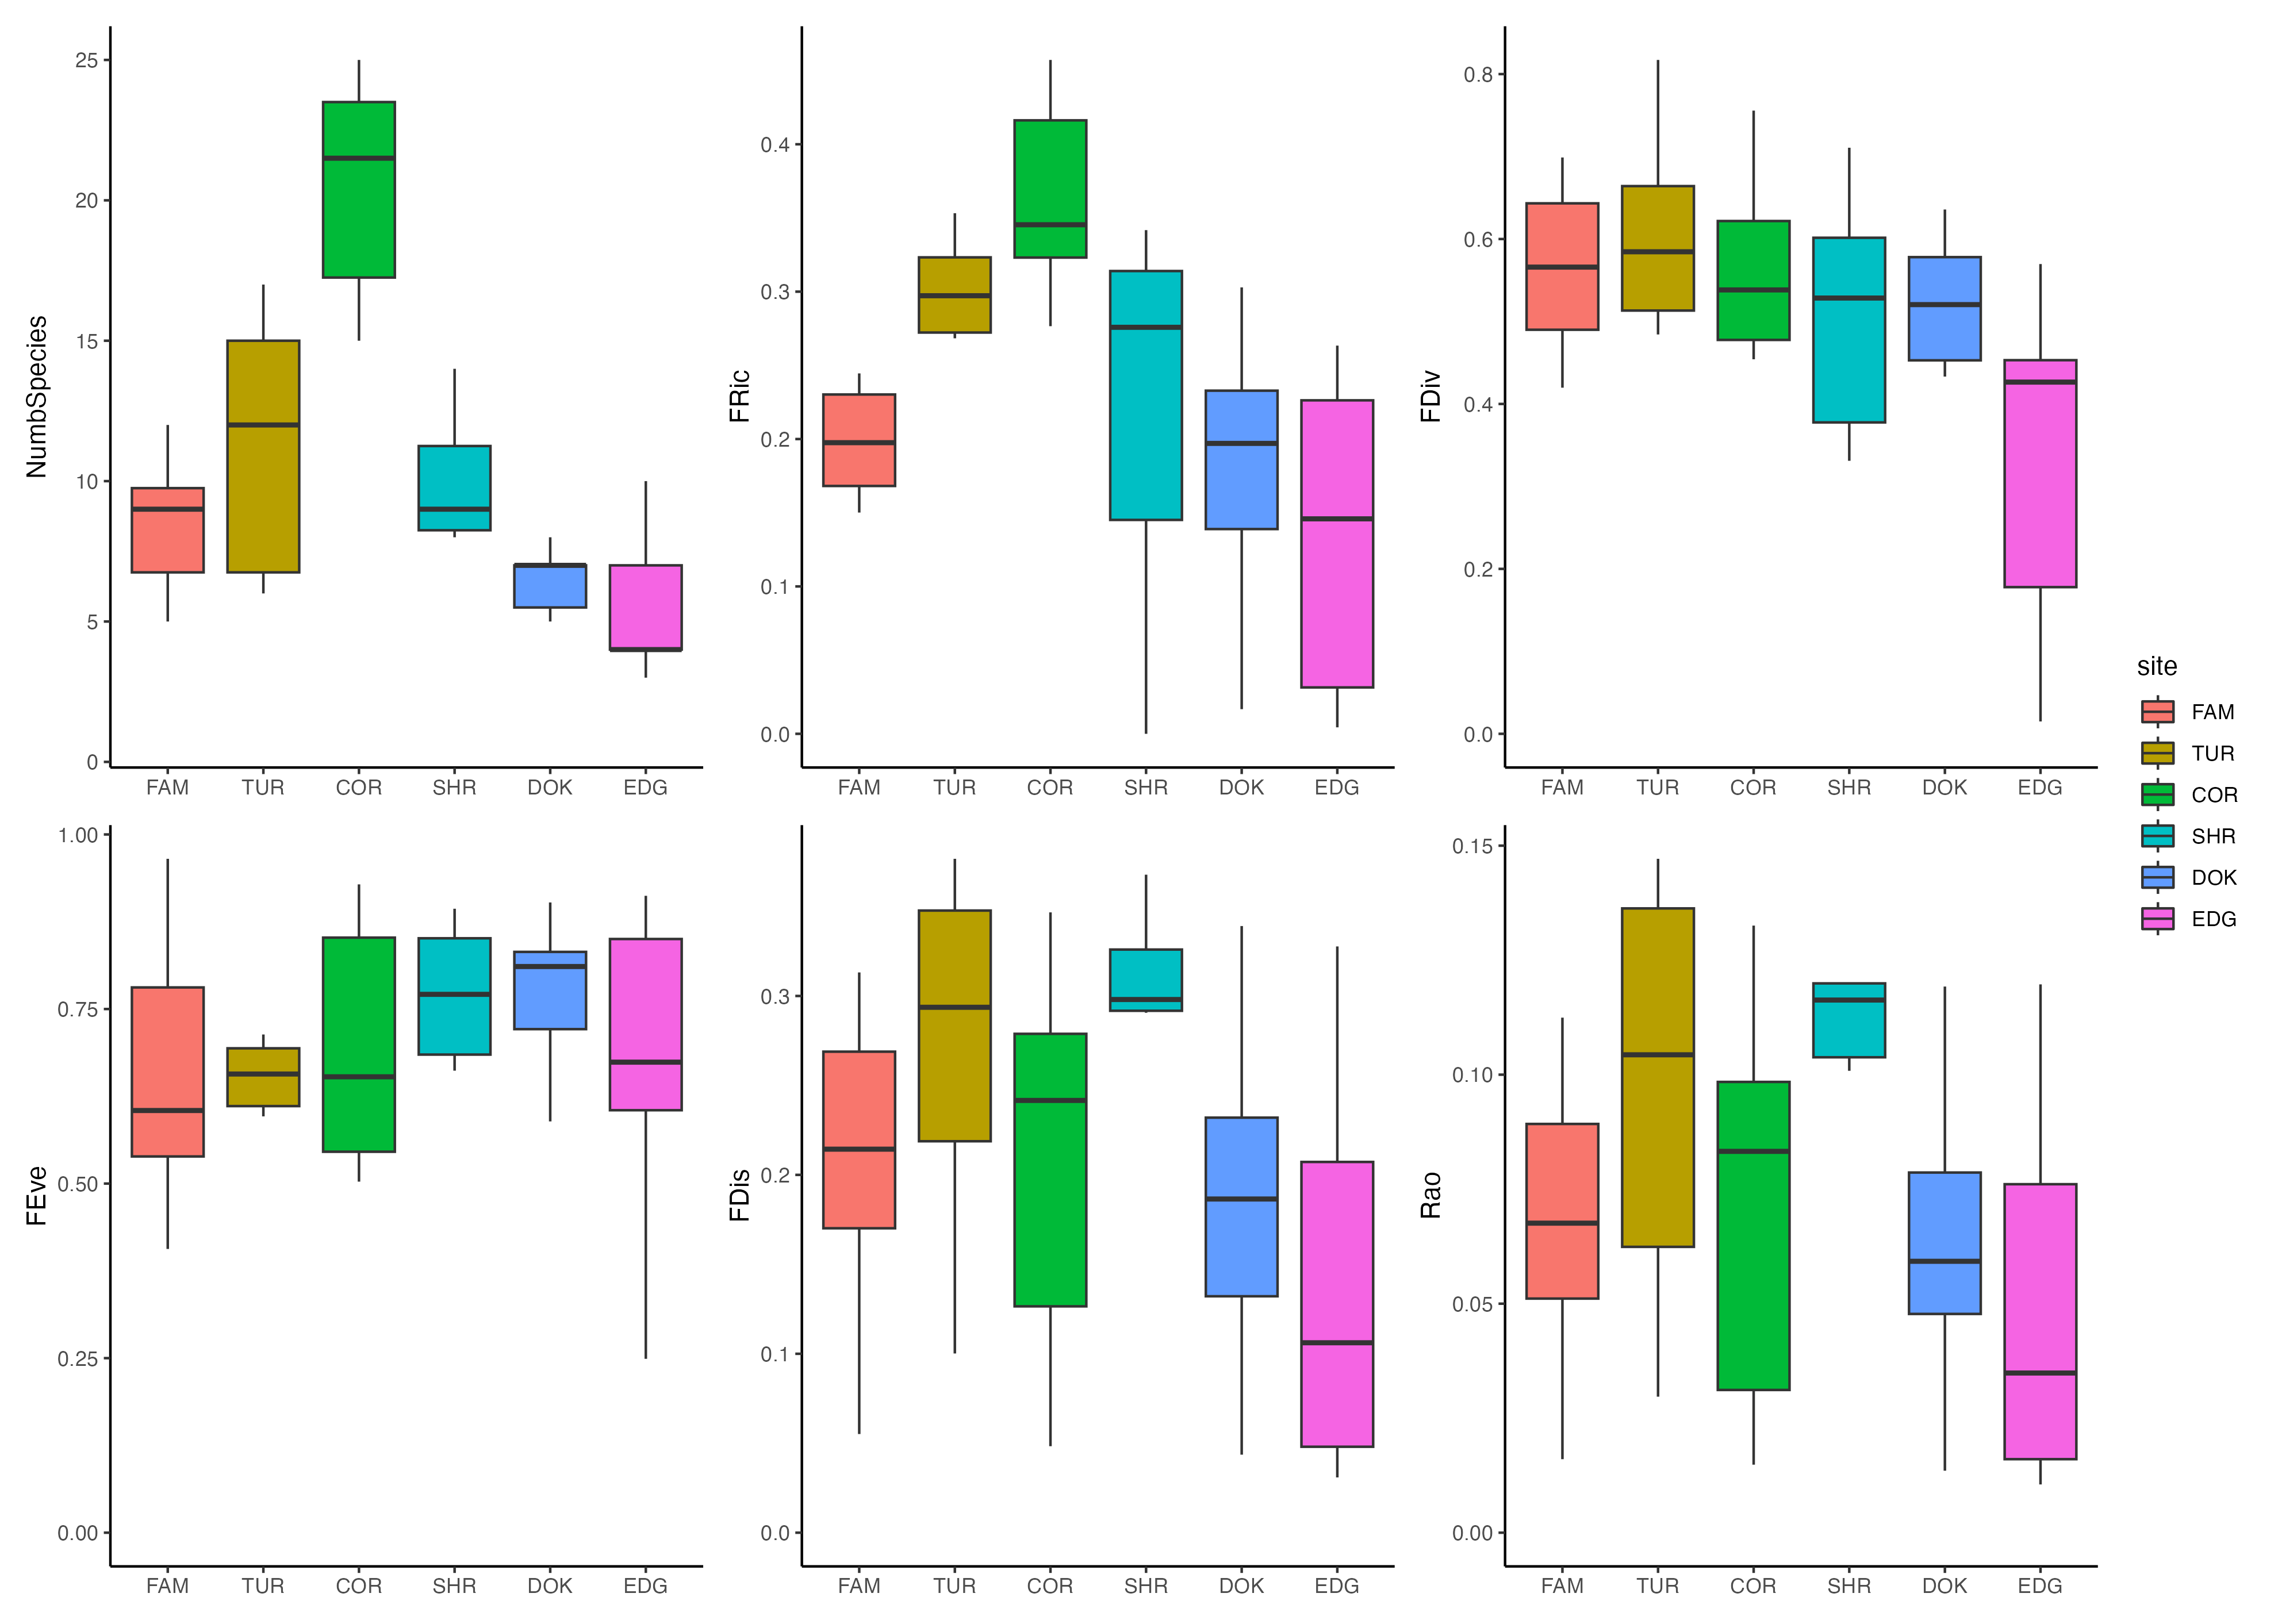 NumbSpecies
25
20
15
10
5
0
FAM TUR COR SHR DOK EDG
FRic
0.4
0.3
0.2
0.1
0.0
FAM TUR COR SHR DOK EDG
FDiv
0.8
0.6
0.4
0.2
0.0
FAM TUR COR SHR DOK EDG
FEve
1.00
0.75
0.50
0.25
0.00
FAM TUR COR SHR DOK EDG
FDis
0.3
0.2
0.1
0.0
FAM TUR COR SHR DOK EDG
Rao
0.15
0.10
0.05
0.00
FAM TUR COR SHR DOK EDG
site
FAM
TUR
COR
SHR
DOK
EDG